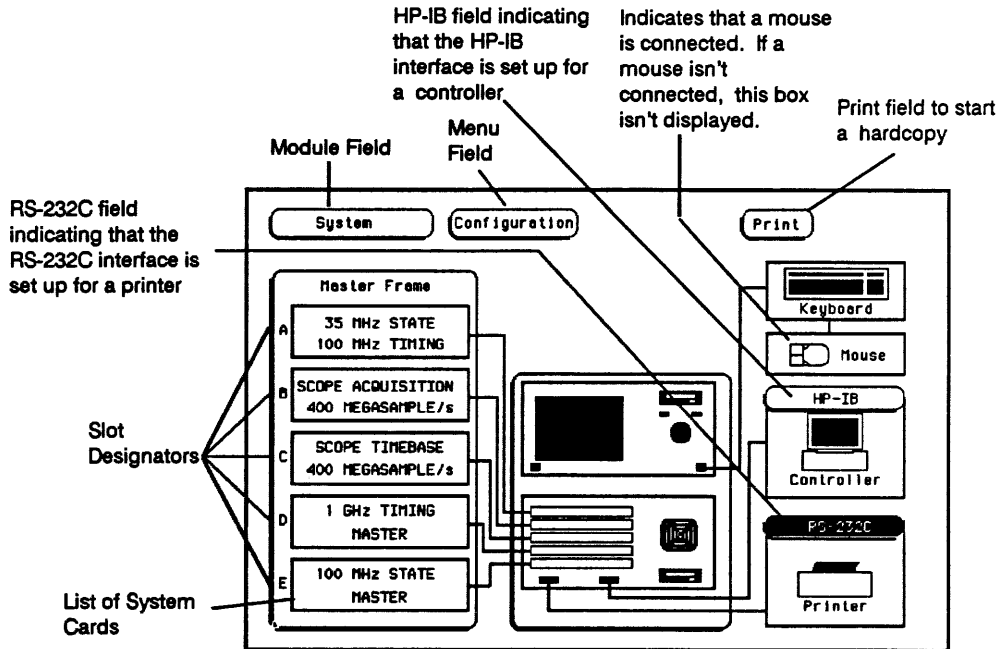 HP-IB field indicating
that the HP-IB
interface is set up for
a controller
Indicates that a mouse
is connected. If a
mouse isn't
connected, this box
isn't displayed.
Print field to start
a hardcopy
Module Field
Menu
Field
RS-232C field
indicating that the
RS-232C interface is
set up for a printer
System
Configuration
Print
Master Frame
A
35 MHz STATE
100 MHz TIMING
B
SCOPE ACQUISITION
400 MEGASAMPLE/s
C
SCOPE TIMEBASE
400 MEGASAMPLE/s
D
1 GHz TIMING
MASTER
E
100 MHz STATE
MASTER
Slot
Designators
List of System
Cards
Keyboard
Mouse
HP-IB
Controller
RS-232C
Printer